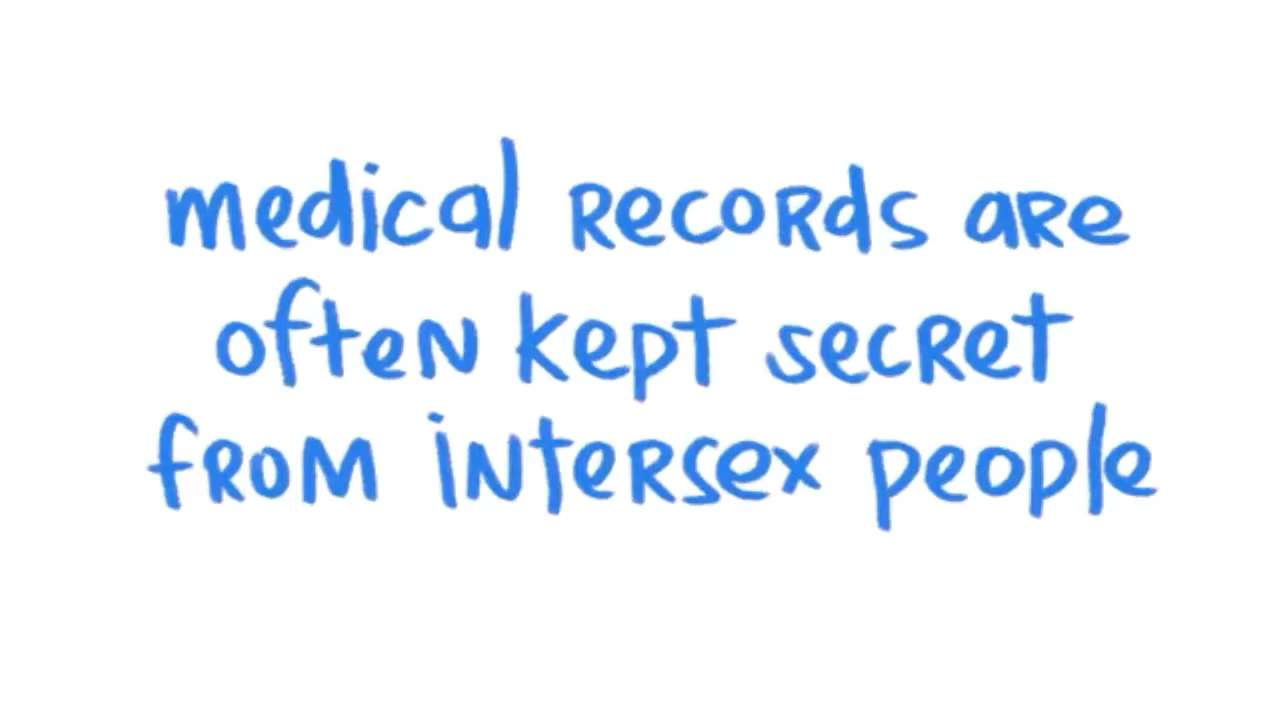 medical records are
often kept secret
from intersex people